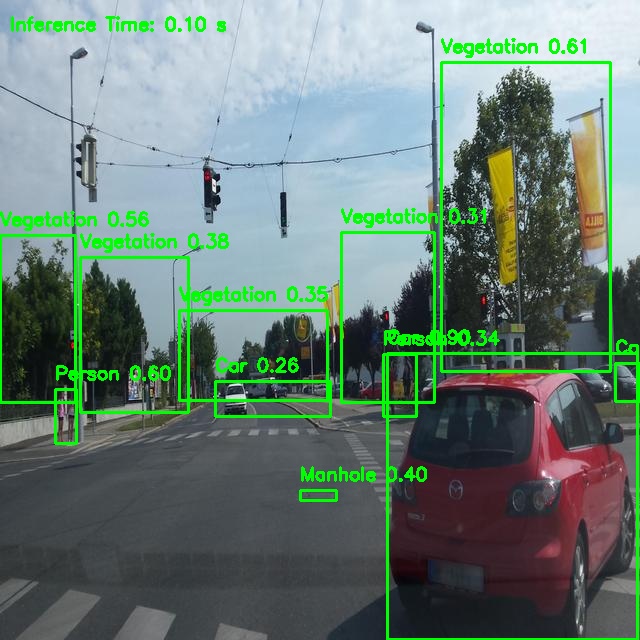 Inference Time: 0.10 s
Vegetation 0.61
Vegetation 0.56
Vegetation 0.31
Vegetation 0.38
Vegetation 0.35
BILLA
Car 0.90
Person 0.34
Person 0.60
Car 0.26
Manhole 0.40